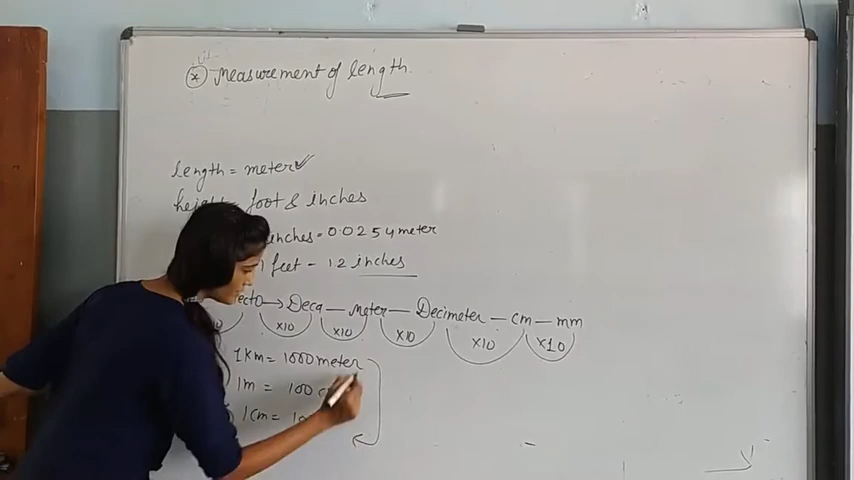 * Measurement of length.
length = meter✓
height foot & inches
inches = 0.0254 meter
1 feet - 12 inches
ecto → Deca — Meter — Decimeter — cm — mm
x10 x10 x10 x10 x10
1Km = 1000 meter
1m = 100 c
1cm = 10